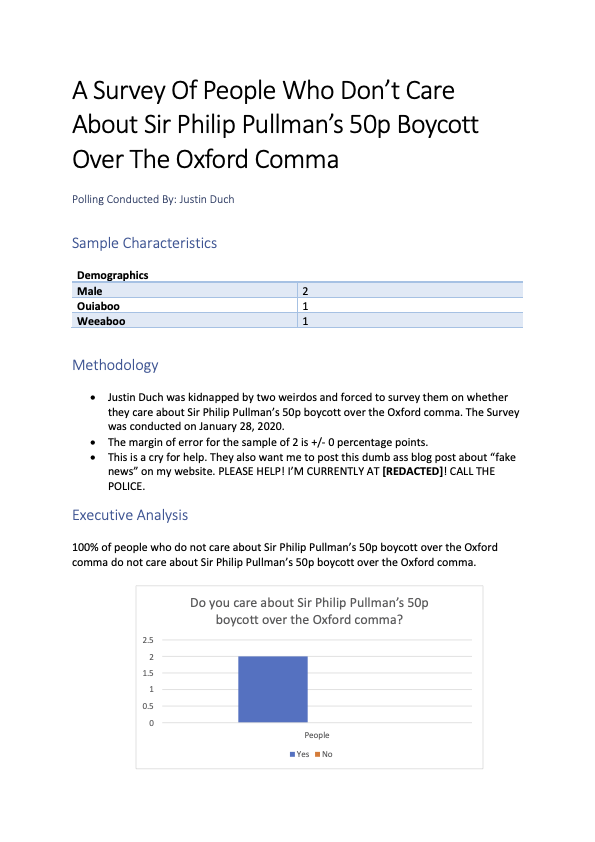 A Survey Of People Who Don’t Care
About Sir Philip Pullman’s 50p Boycott
Over The Oxford Comma
Polling Conducted By: Justin Duch
Sample Characteristics
Demographics
Male 2
Ouiaboo 1
Weeaboo 1
Methodology
• Justin Duch was kidnapped by two weirdos and forced to survey them on whether
they care about Sir Philip Pullman’s 50p boycott over the Oxford comma. The Survey
was conducted on January 28, 2020.
• The margin of error for the sample of 2 is +/- 0 percentage points.
• This is a cry for help. They also want me to post this dumb ass blog post about “fake
news” on my website. PLEASE HELP! I’M CURRENTLY AT [REDACTED]! CALL THE
POLICE.
Executive Analysis
100% of people who do not care about Sir Philip Pullman’s 50p boycott over the Oxford
comma do not care about Sir Philip Pullman’s 50p boycott over the Oxford comma.
Do you care about Sir Philip Pullman’s 50p
boycott over the Oxford comma?
2.5
2
1.5
1
0.5
0
People
Yes No